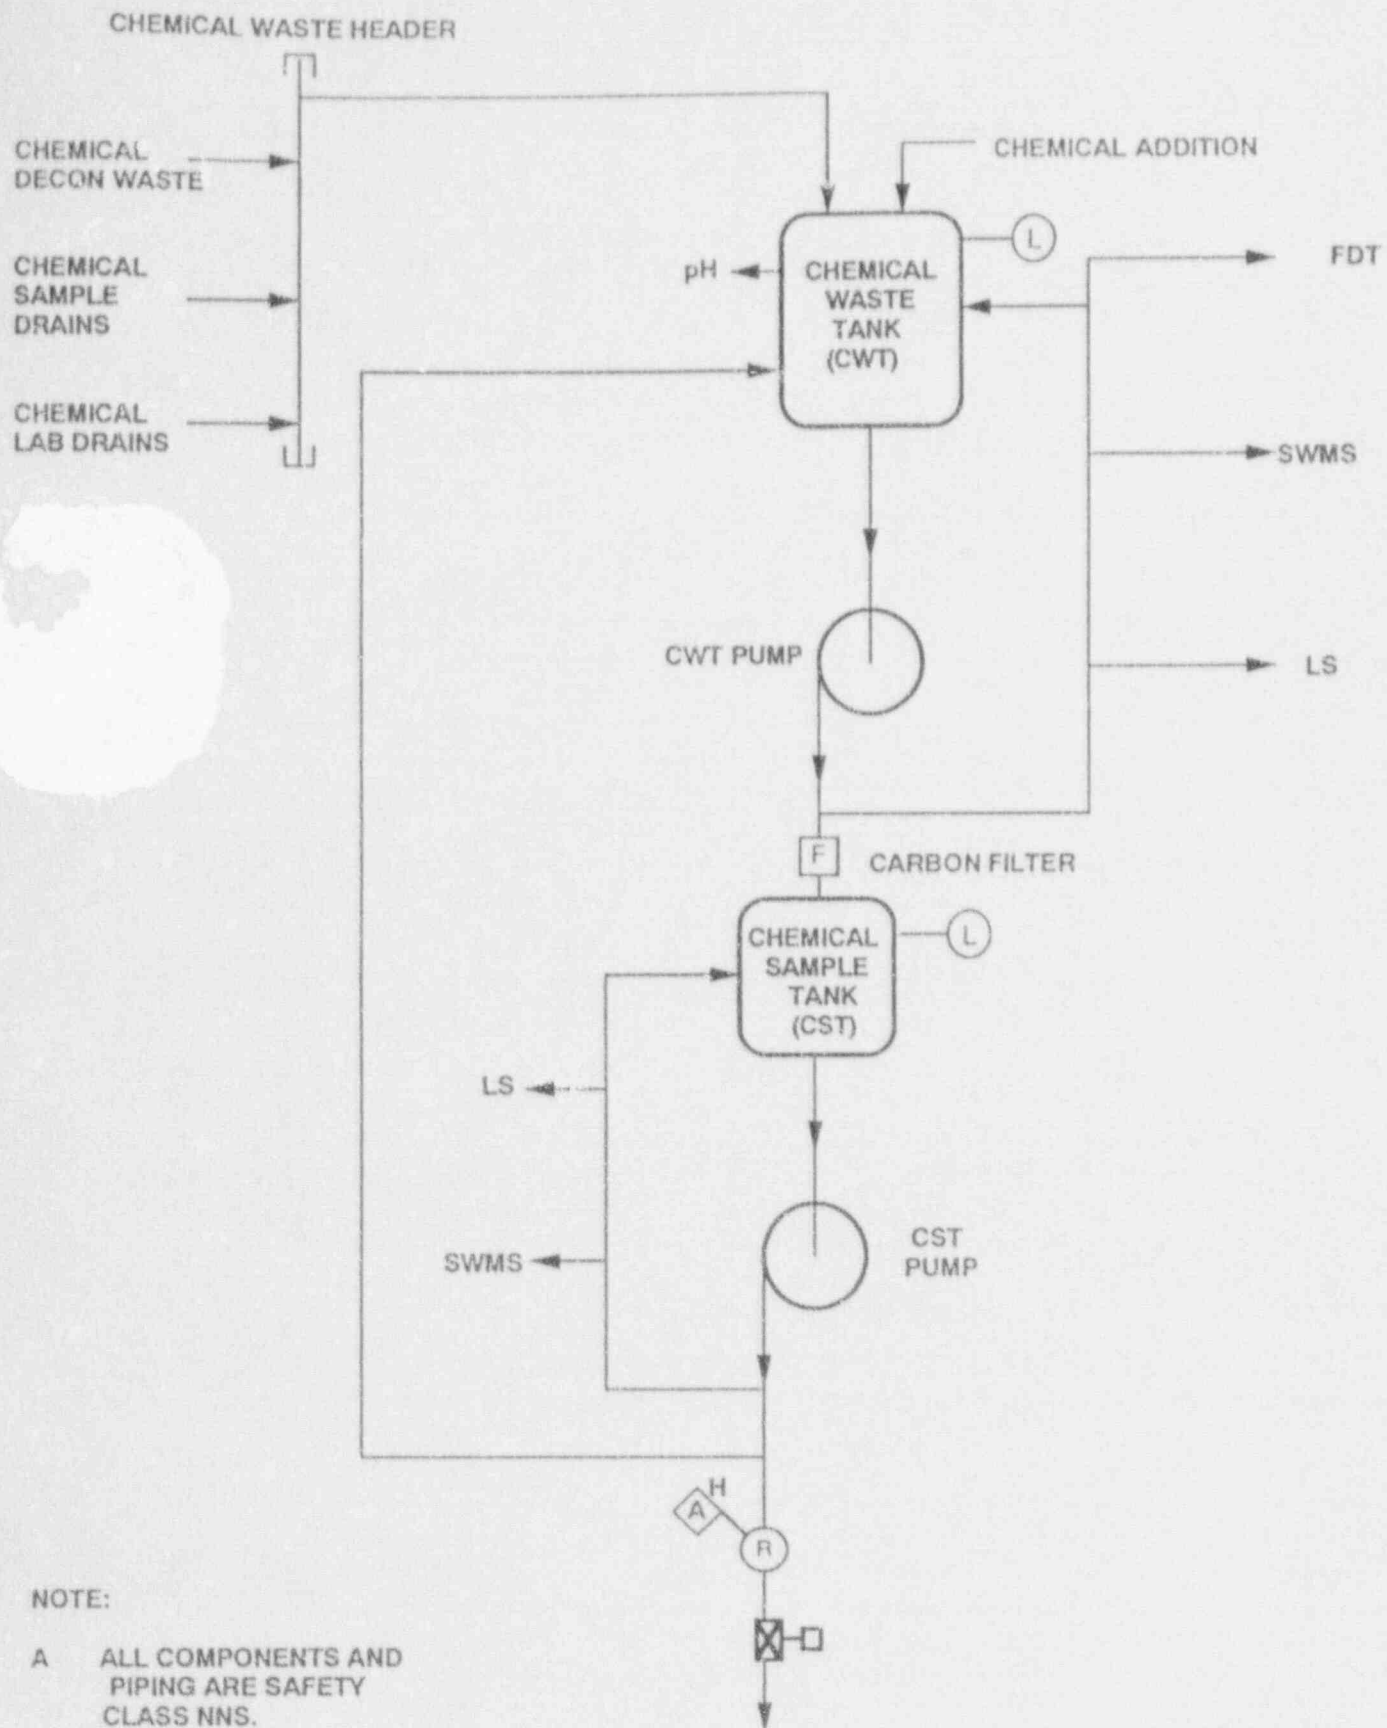 CHEMICAL WASTE HEADER
CHEMICAL
DECON WASTE
CHEMICAL ADDITION
CHEMICAL
SAMPLE
DRAINS
CHEMICAL
LAB DRAINS
pH
CHEMICAL
WASTE
TANK
(CWT)
L
FDT
SWMS
LS
CWT PUMP
F
CARBON FILTER
CHEMICAL
SAMPLE
TANK
(CST)
L
LS
SWMS
CST
PUMP
H
A
R
NOTE:
A ALL COMPONENTS AND
PIPING ARE SAFETY
CLASS NNS.